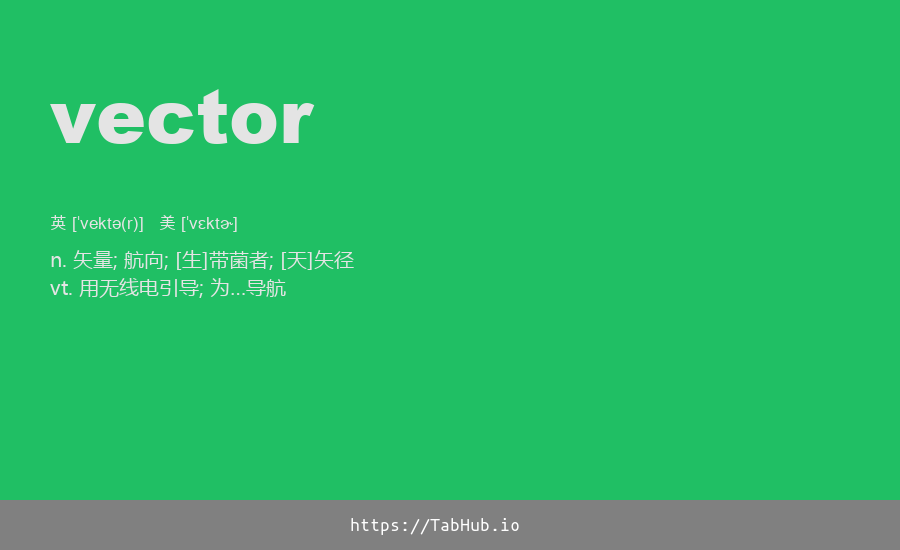 vector
英 [ˈvektə(r)] 美 [ˈvɛktɚ]
n. 矢量; 航向; [生]带菌者; [天]矢径
vt. 用无线电引导; 为...导航
https://TabHub.io